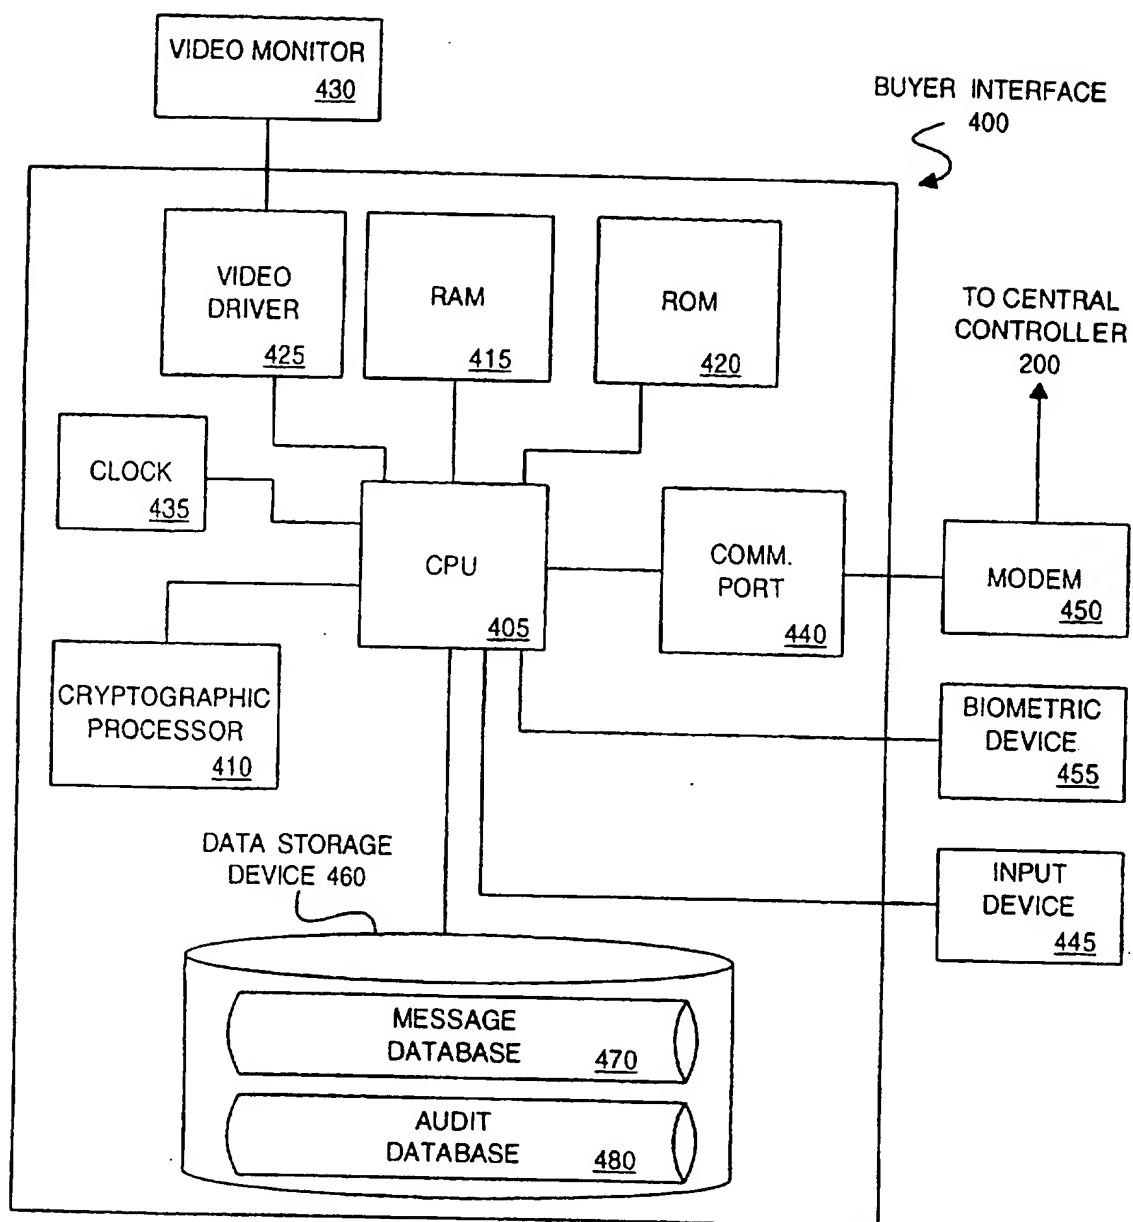 VIDEO MONITOR
430
BUYER INTERFACE
400
VIDEO
DRIVER
425
RAM
415
ROM
420
TO CENTRAL
CONTROLLER
200
CLOCK
435
CPU
405
COMM.
PORT
440
MODEM
450
CRYPTOGRAPHIC
PROCESSOR
410
BIOMETRIC
DEVICE
455
DATA STORAGE
DEVICE 460
INPUT
DEVICE
445
MESSAGE
DATABASE
470
AUDIT
DATABASE
480